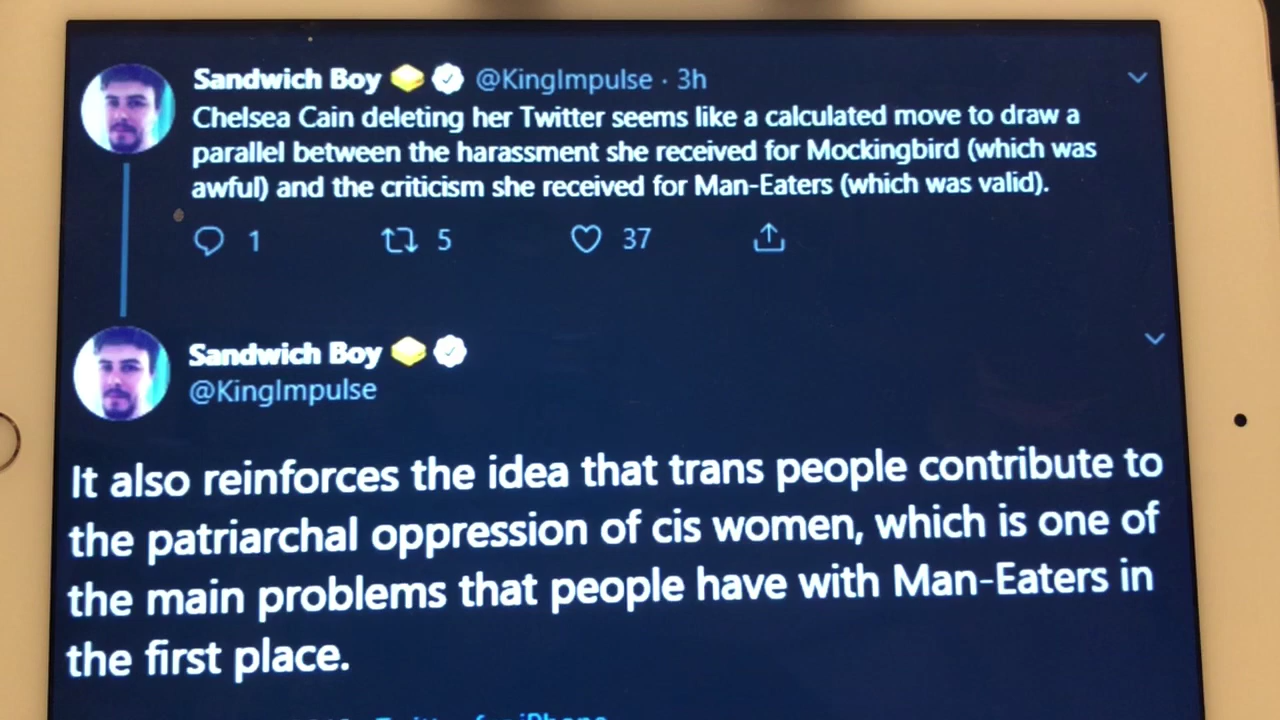 Sandwich Boy @KingImpulse · 3h
Chelsea Cain deleting her Twitter seems like a calculated move to draw a
parallel between the harassment she received for Mockingbird (which was
awful) and the criticism she received for Man-Eaters (which was valid).
1 5 37
Sandwich Boy
@KingImpulse
It also reinforces the idea that trans people contribute to
the patriarchal oppression of cis women, which is one of
the main problems that people have with Man-Eaters in
the first place.
Twitter for iPhone